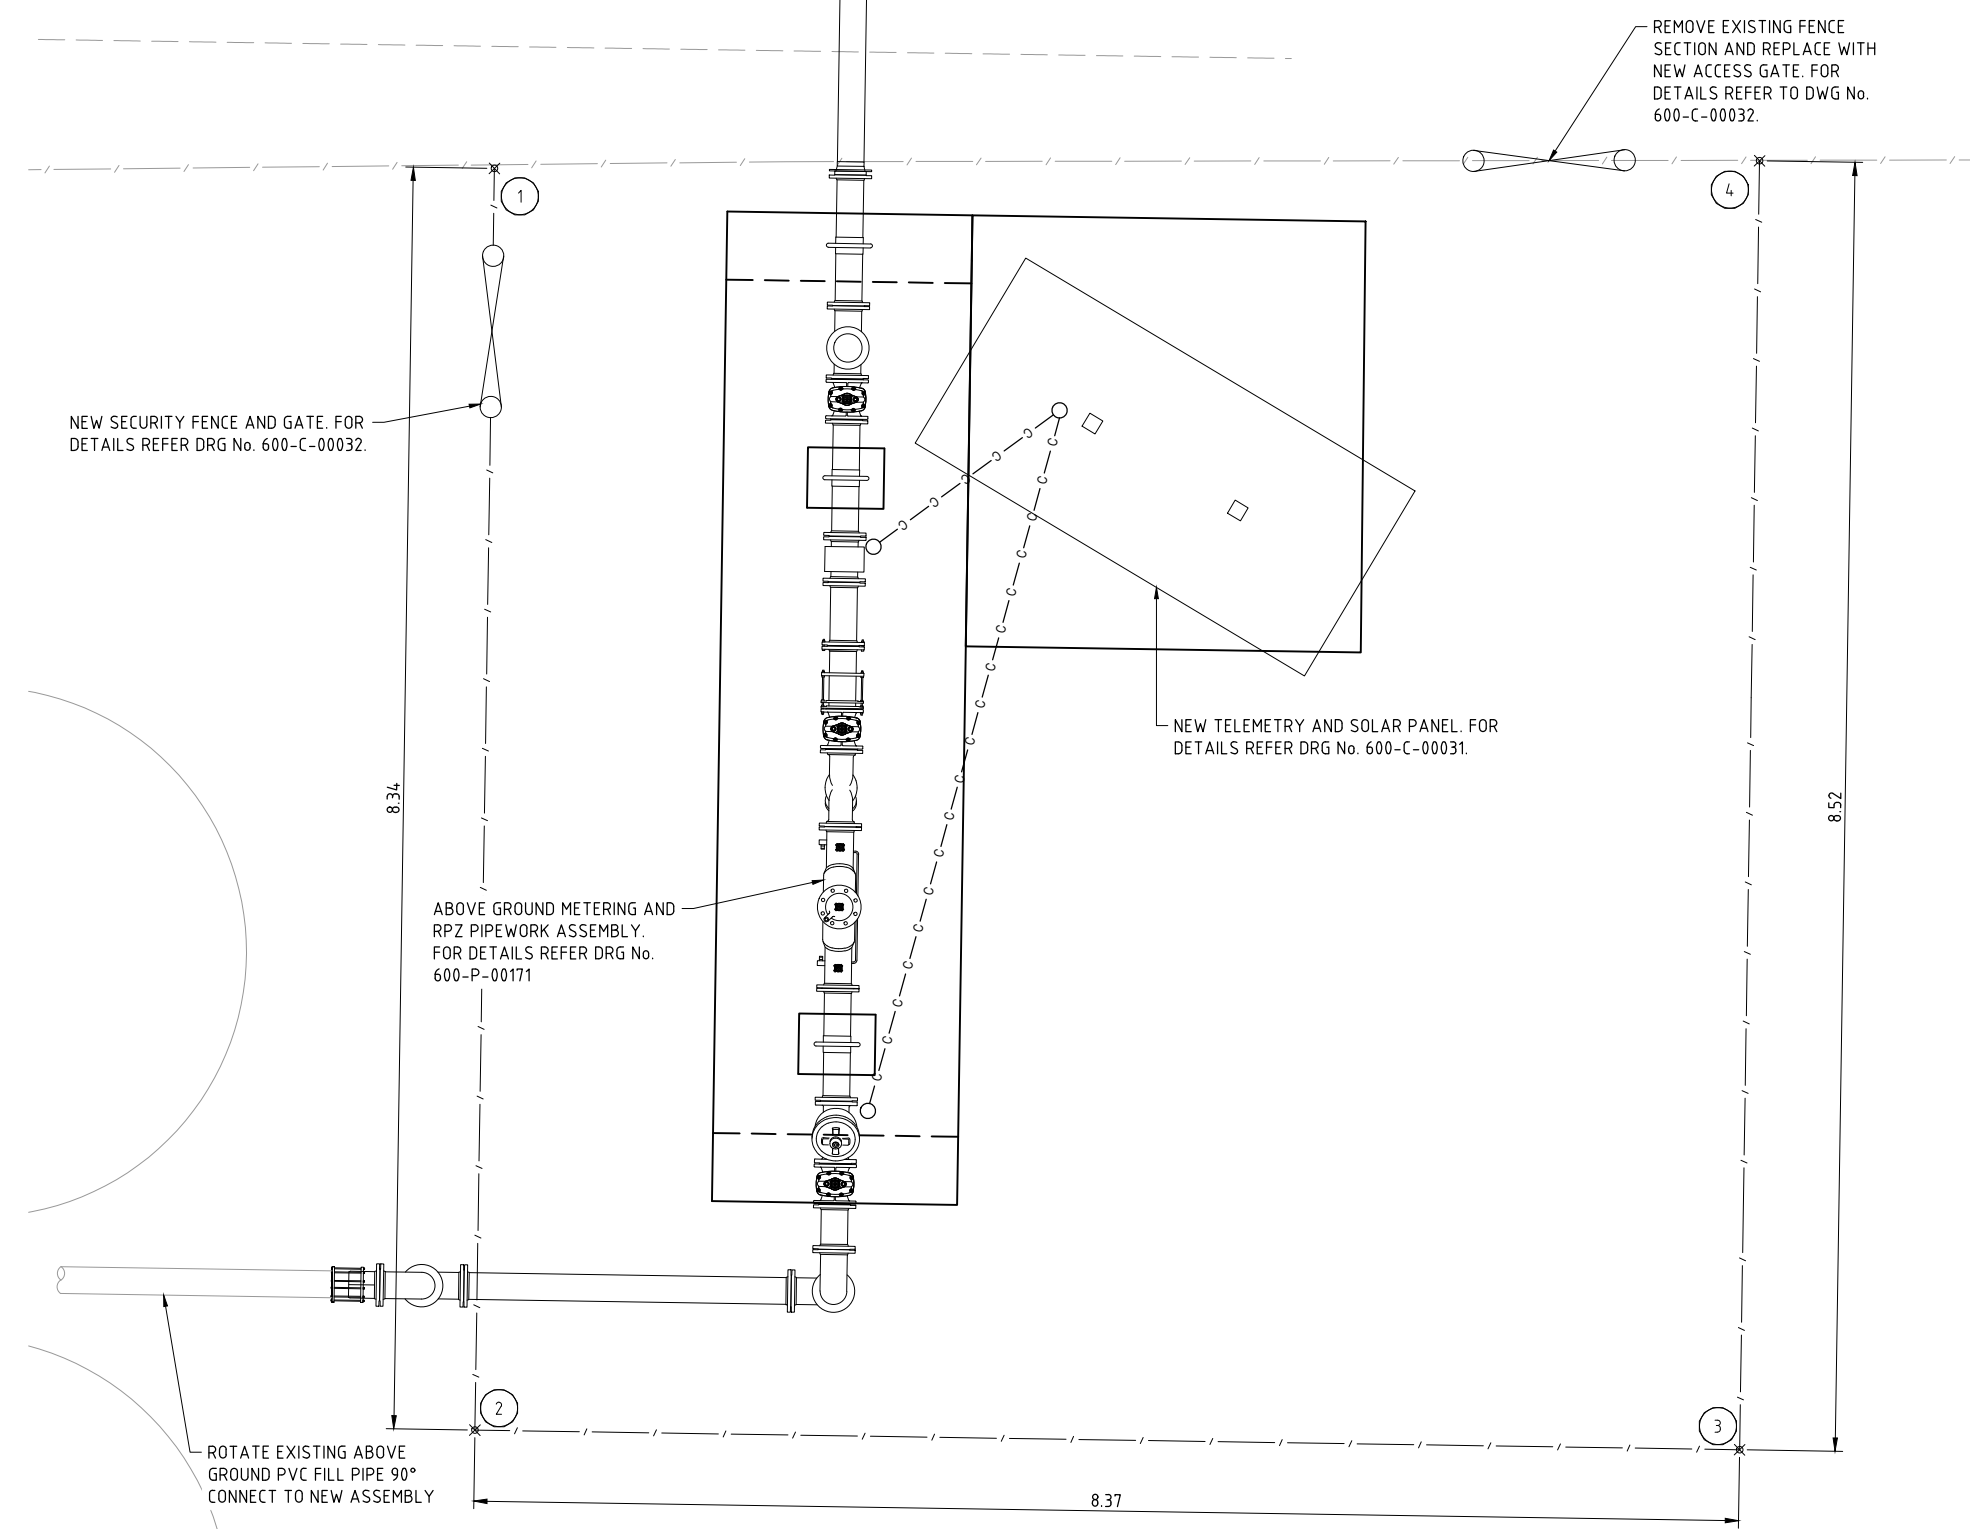 REMOVE EXISTING FENCE
SECTION AND REPLACE WITH
NEW ACCESS GATE. FOR
DETAILS REFER TO DWG No.
600-C-00032.
1
4
NEW SECURITY FENCE AND GATE. FOR
DETAILS REFER DRG No. 600-C-00032.
NEW TELEMETRY AND SOLAR PANEL. FOR
DETAILS REFER DRG No. 600-C-00031.
8.34
8.52
ABOVE GROUND METERING AND
RPZ PIPEWORK ASSEMBLY.
FOR DETAILS REFER DRG No.
600-P-00171
2
3
ROTATE EXISTING ABOVE
GROUND PVC FILL PIPE 90°
CONNECT TO NEW ASSEMBLY
8.37